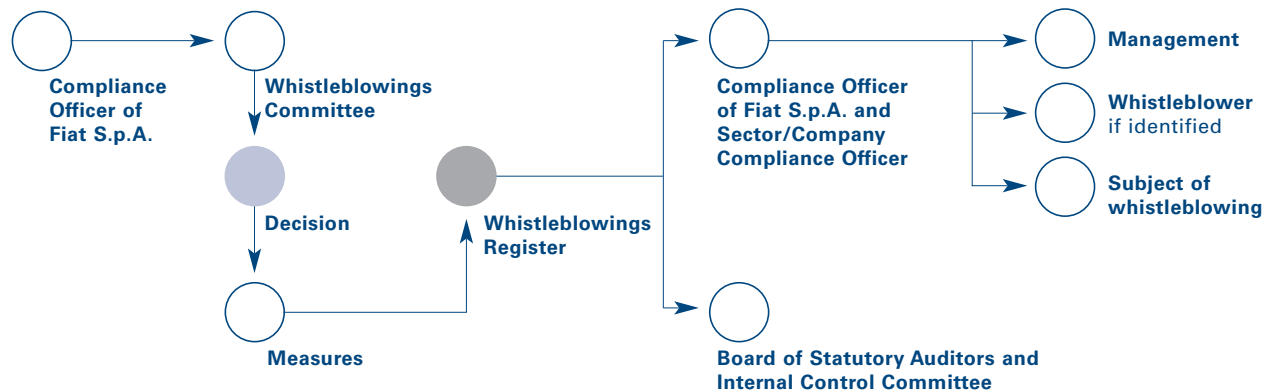 Compliance
Officer of
Fiat S.p.A.
Whistleblowings
Committee
Decision
Measures
Whistleblowings
Register
Compliance Officer
of Fiat S.p.A. and
Sector/Company
Compliance Officer
Board of Statutory Auditors and
Internal Control Committee
Management
Whistleblower
if identified
Subject of
whistleblowing